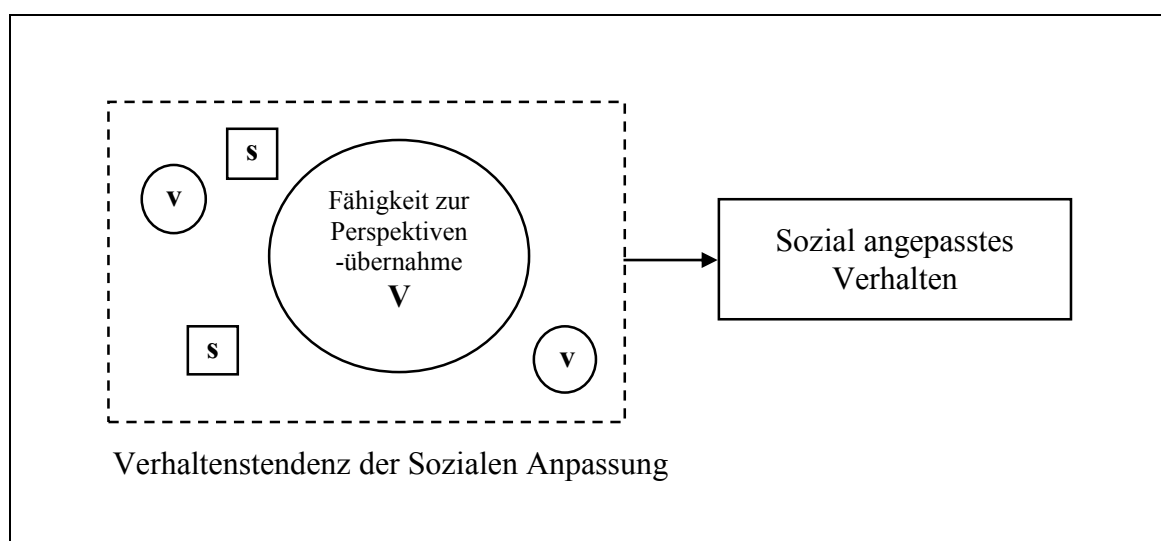 s
v
Fähigkeit zur
Perspektiven
-übernahme
V
s
v
Sozial angepasstes
Verhalten
Verhaltenstendenz der Sozialen Anpassung